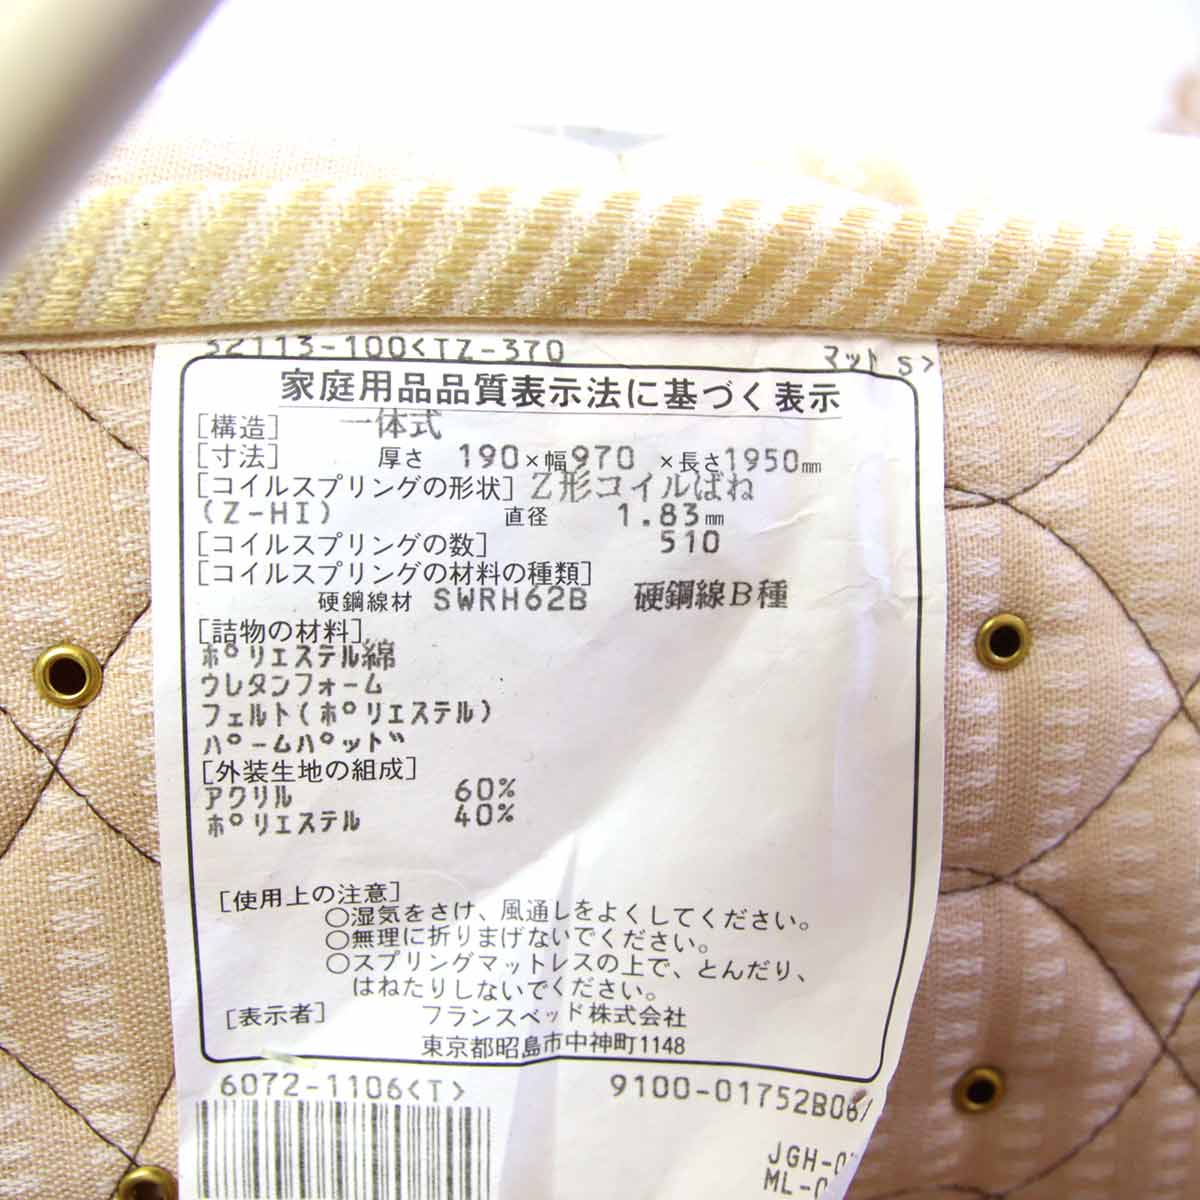 32113-100<TZ-370 マット S>
家庭用品品質表示法に基づく表示
[構造] 一体式
[寸法] 厚さ 190×幅970 ×長さ1950mm
[コイルスプリングの形状] Z形コイルばね
(Z-HI) 直径 1.83mm
[コイルスプリングの数] 510
[コイルスプリングの材料の種類]
硬鋼線材 SWRH62B 硬鋼線B種
[詰物の材料]
ポリエステル綿
ウレタンフォーム
フェルト(ポリエステル)
パームパッド
[外装生地の組成]
アクリル 60%
ポリエステル 40%
[使用上の注意]
○湿気をさけ、風通しをよくしてください。
○無理に折りまげないでください。
○スプリングマットレスの上で、とんだり、
はねたりしないでください。
[表示者] フランスベッド株式会社
東京都昭島市中神町1148
6072-1106<T> 9100-01752B06/
JGH-0
ML-0